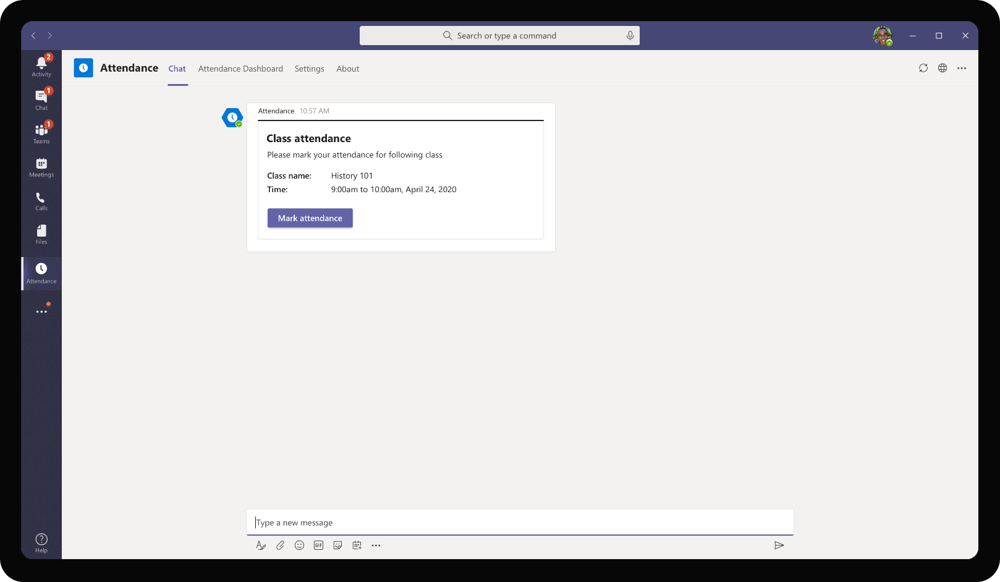 Search or type a command
2
Activity
1
Chat
1
Teams
Meetings
Calls
Files
Attendance
Help
Attendance Chat Attendance Dashboard Settings About
Attendance 10:57 AM
Class attendance
Please mark your attendance for following class
Class name: History 101
Time: 9:00am to 10:00am, April 24, 2020
Mark attendance
Type a new message
GIF